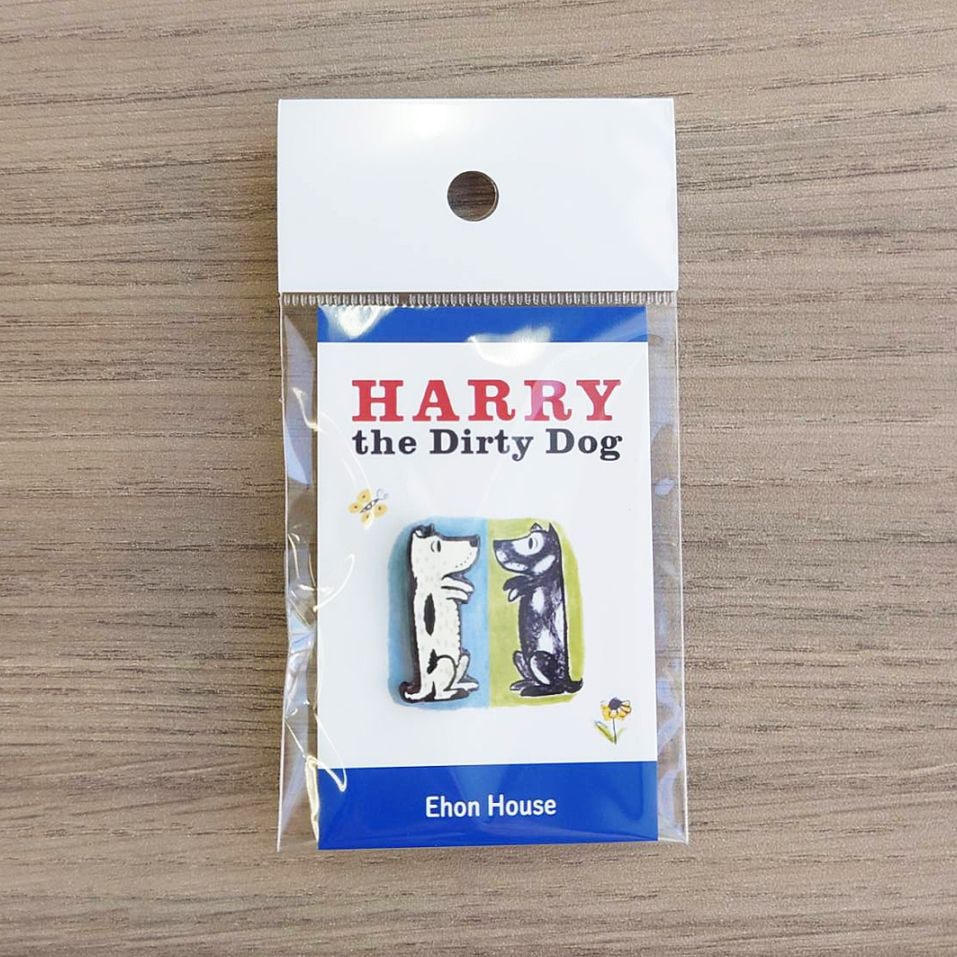 HARRY
the Dirty Dog
Ehon House